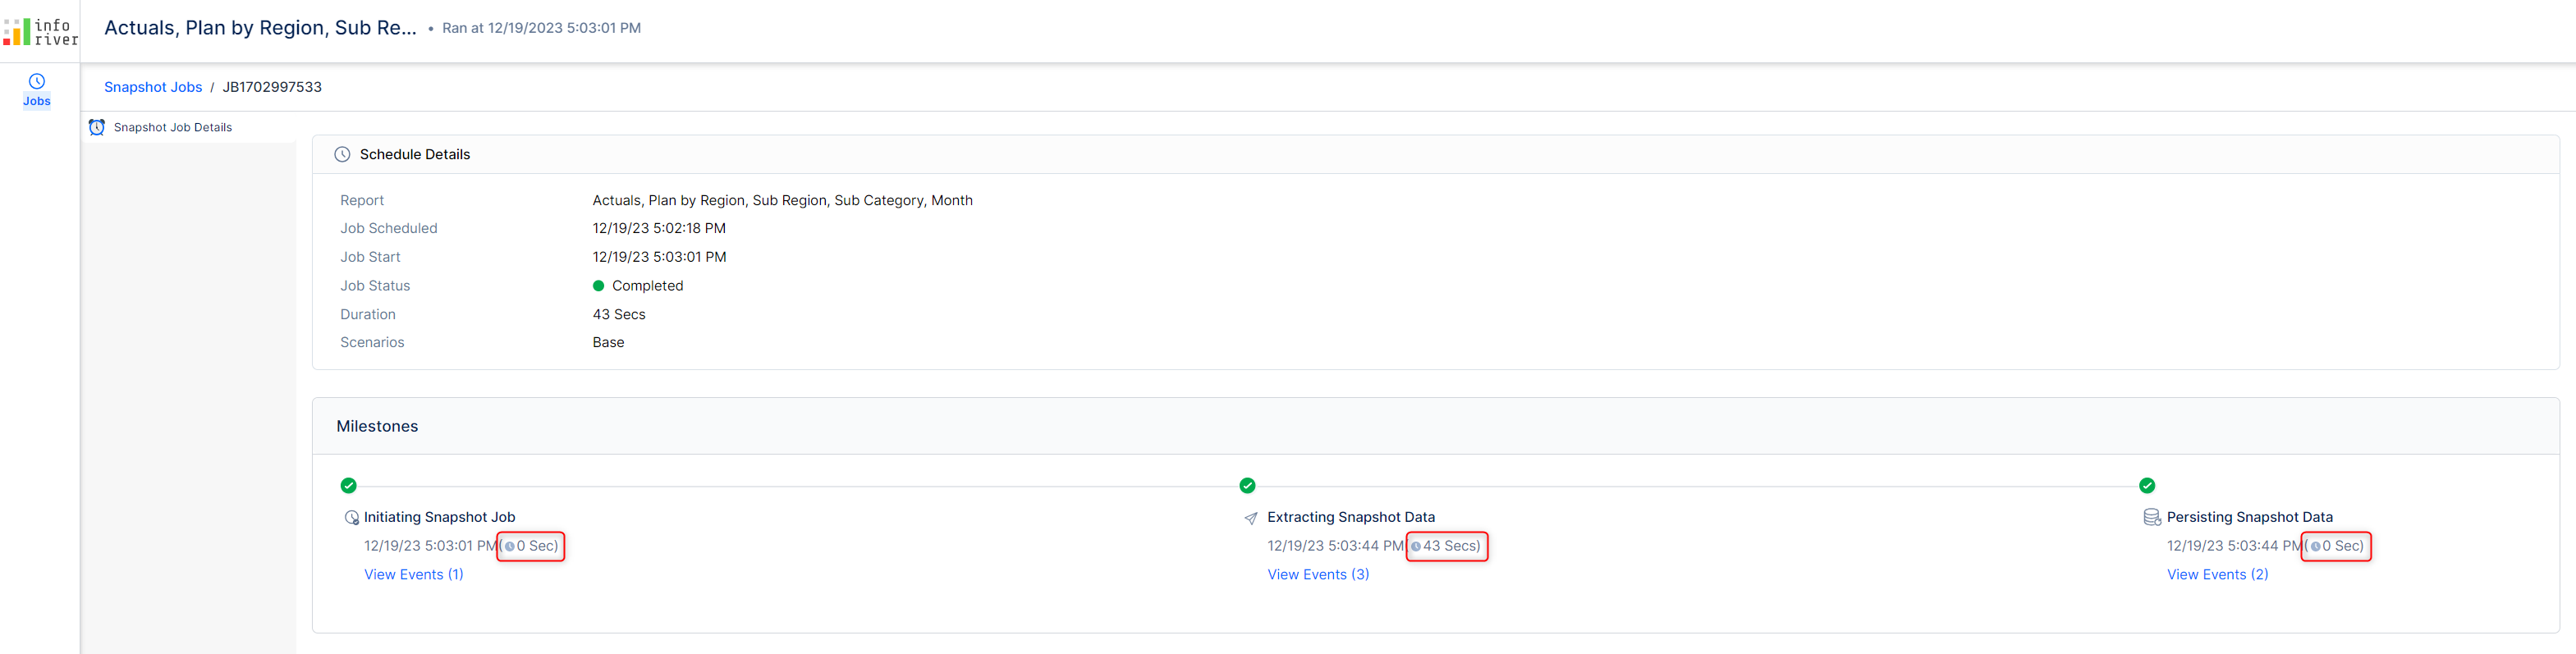 info
river
Actuals, Plan by Region, Sub Re... • Ran at 12/19/2023 5:03:01 PM
Jobs
Snapshot Jobs / JB1702997533
Snapshot Job Details
Schedule Details
Report Actuals, Plan by Region, Sub Region, Sub Category, Month
Job Scheduled 12/19/23 5:02:18 PM
Job Start 12/19/23 5:03:01 PM
Job Status Completed
Duration 43 Secs
Scenarios Base
Milestones
Initiating Snapshot Job
12/19/23 5:03:01 PM (0 Sec)
View Events (1)
Extracting Snapshot Data
12/19/23 5:03:44 PM (43 Secs)
View Events (3)
Persisting Snapshot Data
12/19/23 5:03:44 PM (0 Sec)
View Events (2)